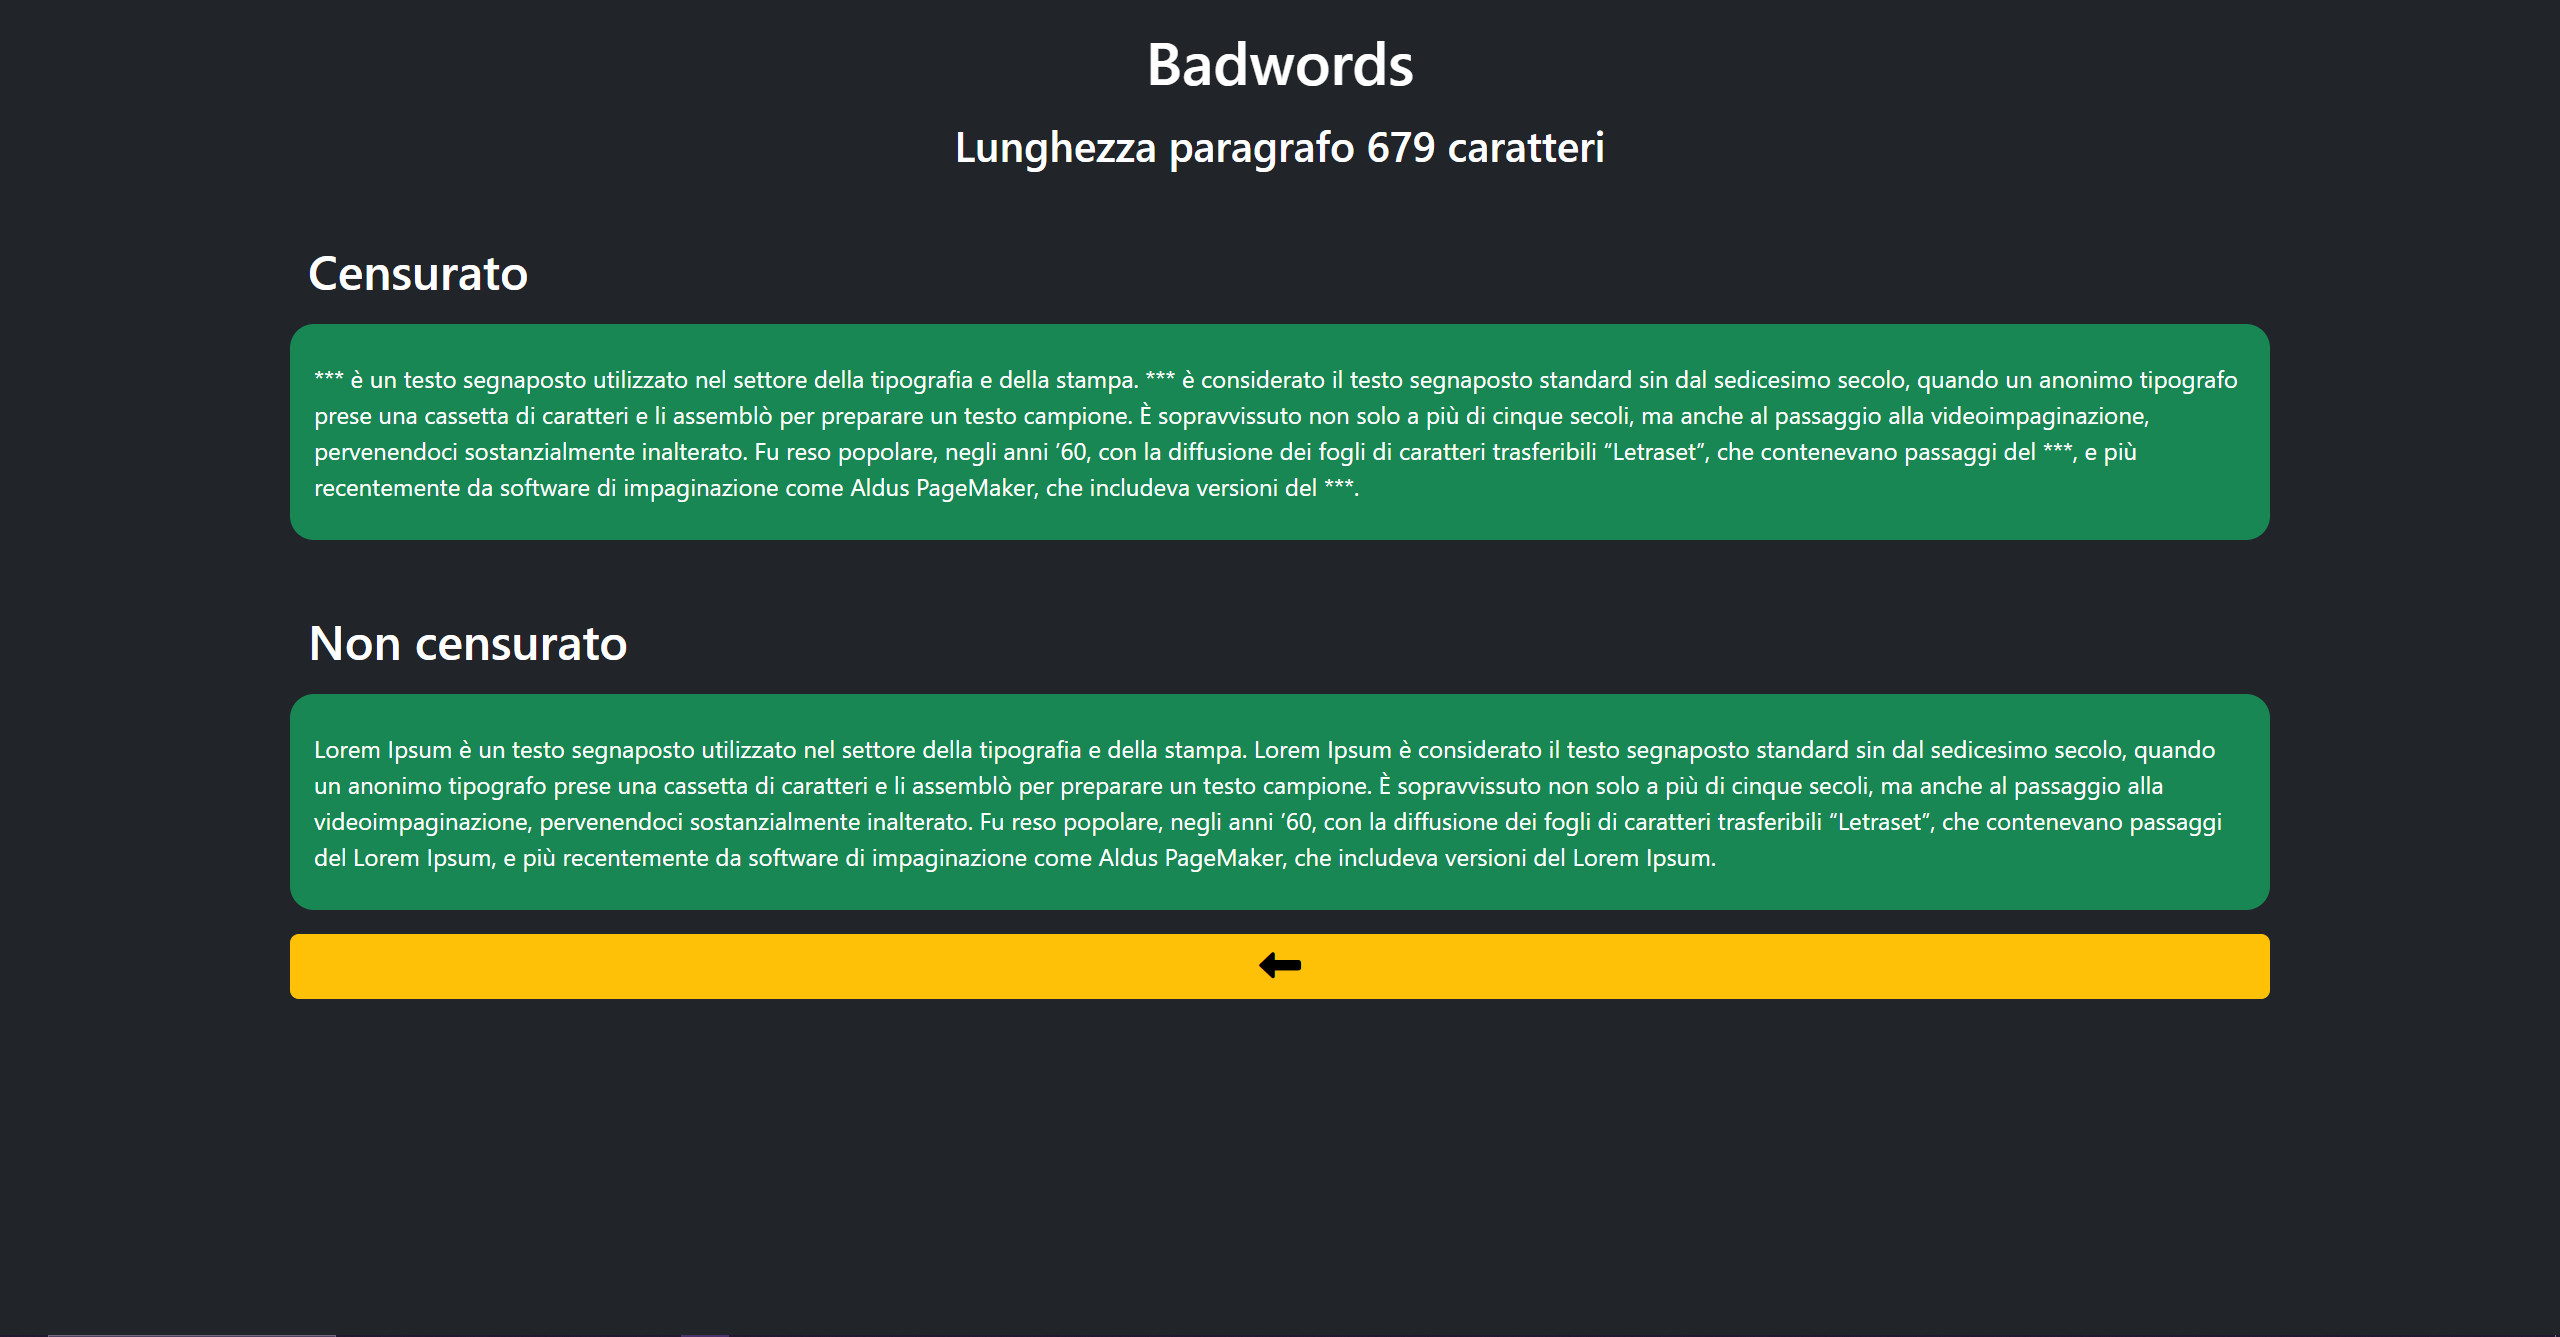 Badwords
Lunghezza paragrafo 679 caratteri
Censurato
*** è un testo segnaposto utilizzato nel settore della tipografia e della stampa. *** è considerato il testo segnaposto standard sin dal sedicesimo secolo, quando un anonimo tipografo
prese una cassetta di caratteri e li assemblò per preparare un testo campione. È sopravvissuto non solo a più di cinque secoli, ma anche al passaggio alla videoimpaginazione,
pervenendoci sostanzialmente inalterato. Fu reso popolare, negli anni ’60, con la diffusione dei fogli di caratteri trasferibili “Letraset”, che contenevano passaggi del ***, e più
recentemente da software di impaginazione come Aldus PageMaker, che includeva versioni del ***.
Non censurato
Lorem Ipsum è un testo segnaposto utilizzato nel settore della tipografia e della stampa. Lorem Ipsum è considerato il testo segnaposto standard sin dal sedicesimo secolo, quando
un anonimo tipografo prese una cassetta di caratteri e li assemblò per preparare un testo campione. È sopravvissuto non solo a più di cinque secoli, ma anche al passaggio alla
videoimpaginazione, pervenendoci sostanzialmente inalterato. Fu reso popolare, negli anni ’60, con la diffusione dei fogli di caratteri trasferibili “Letraset”, che contenevano passaggi
del Lorem Ipsum, e più recentemente da software di impaginazione come Aldus PageMaker, che includeva versioni del Lorem Ipsum.